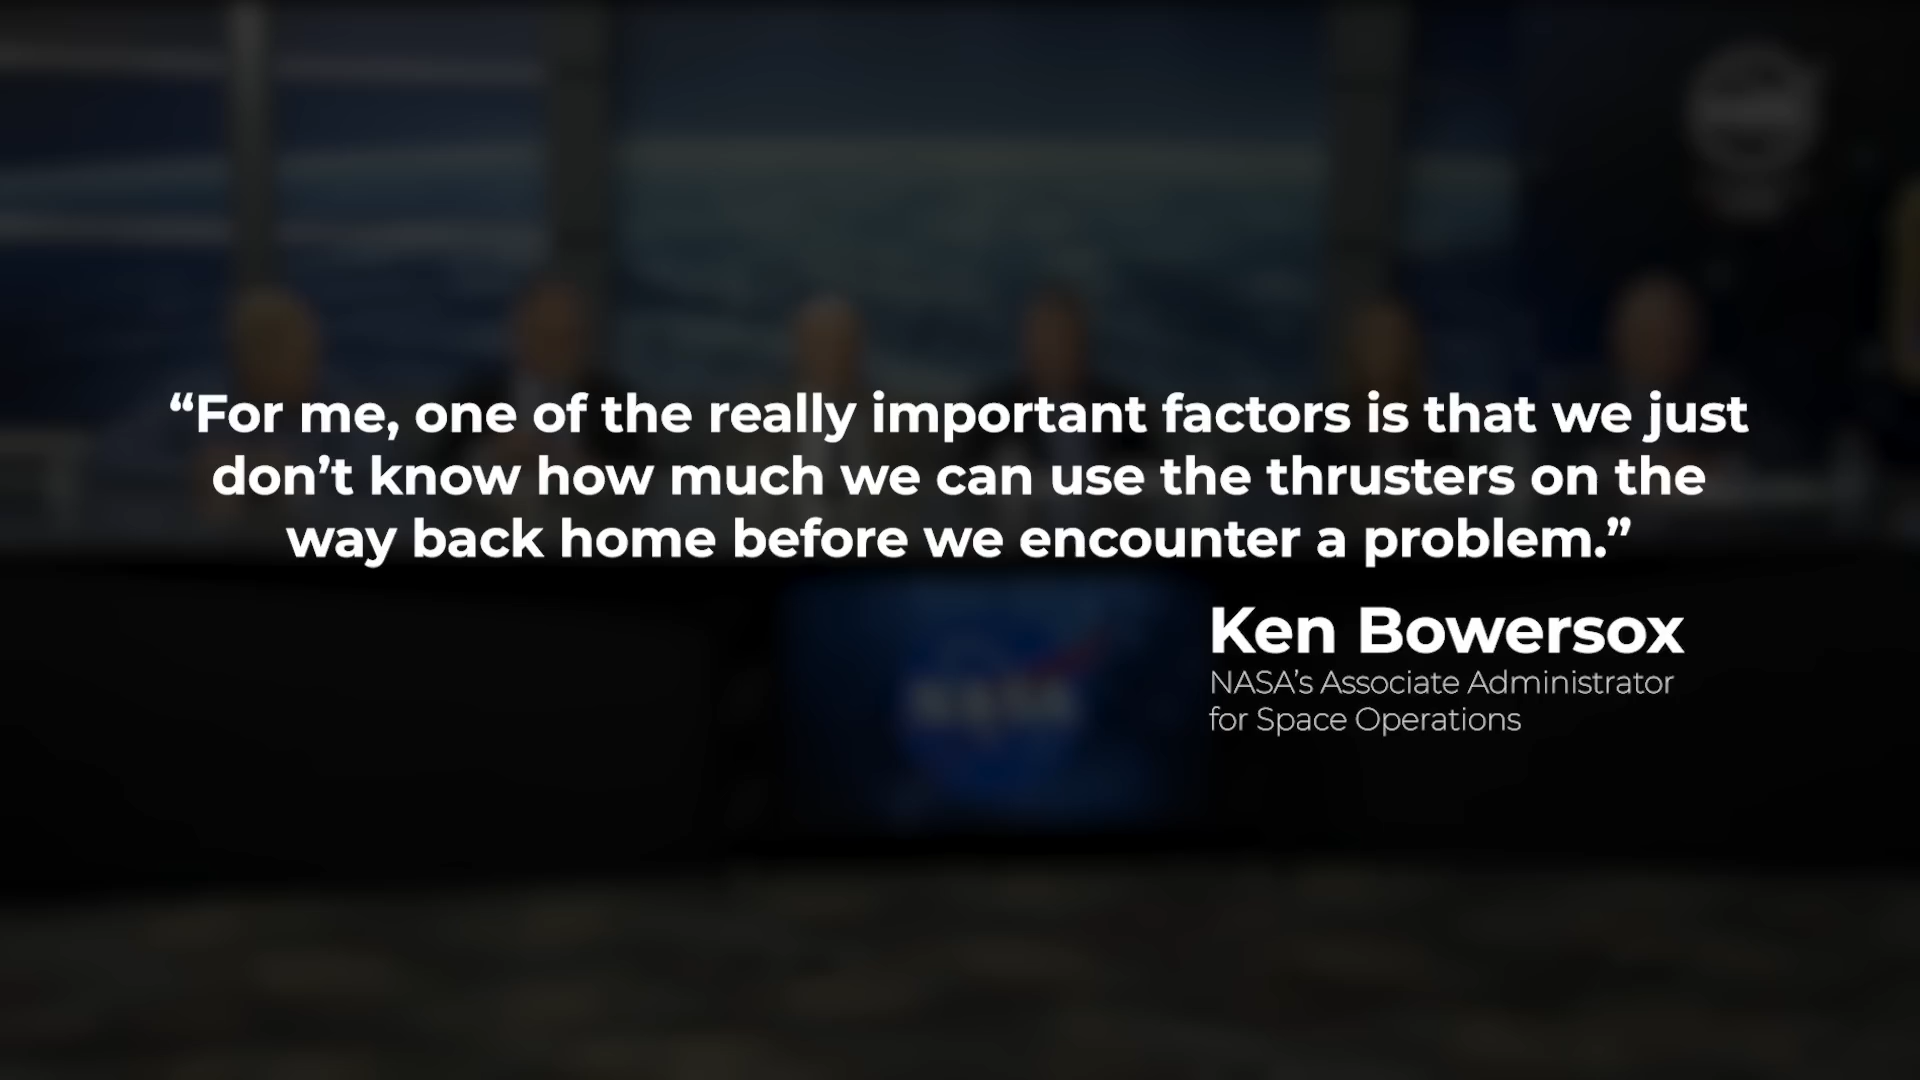 “For me, one of the really important factors is that we just
don’t know how much we can use the thrusters on the
way back home before we encounter a problem.”
Ken Bowersox
NASA’s Associate Administrator
for Space Operations
NASA